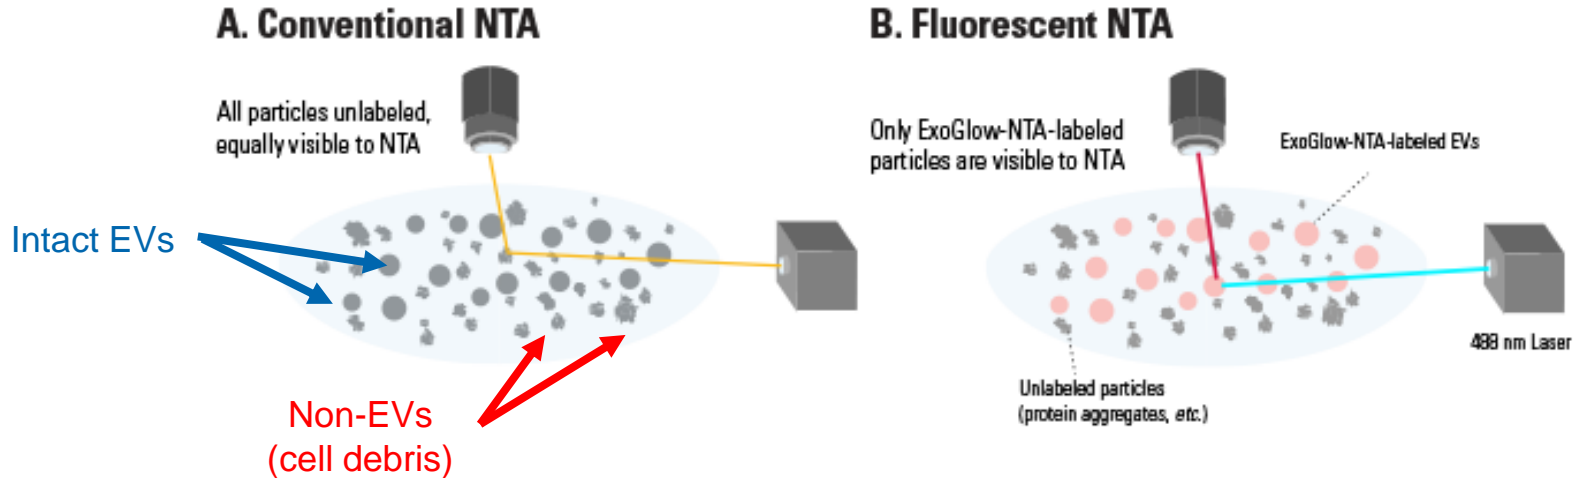 A. Conventional NTA
All particles unlabeled,
equally visible to NTA
Intact EVs
Non-EVs
(cell debris)
B. Fluorescent NTA
Only ExoGlow-NTA-labeled
particles are visible to NTA
ExoGlow-NTA-labeled EVs
488 nm Laser
Unlabeled particles
(protein aggregates, etc.)